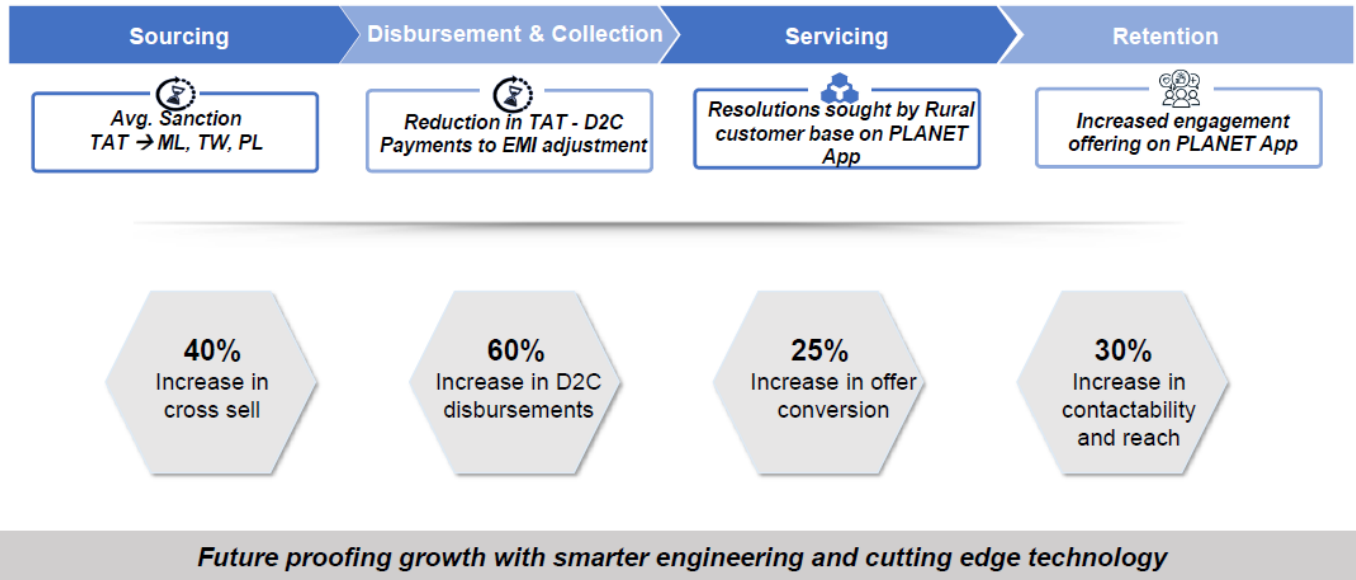 Sourcing
Disbursement & Collection
Servicing
Retention
Avg. Sanction
TAT → ML, TW, PL
Reduction in TAT - D2C
Payments to EMI adjustment
Resolutions sought by Rural
customer base on PLANET
App
Increased engagement
offering on PLANET App
40%
Increase in
cross sell
60%
Increase in D2C
disbursements
25%
Increase in offer
conversion
30%
Increase in
contactability
and reach
Future proofing growth with smarter engineering and cutting edge technology